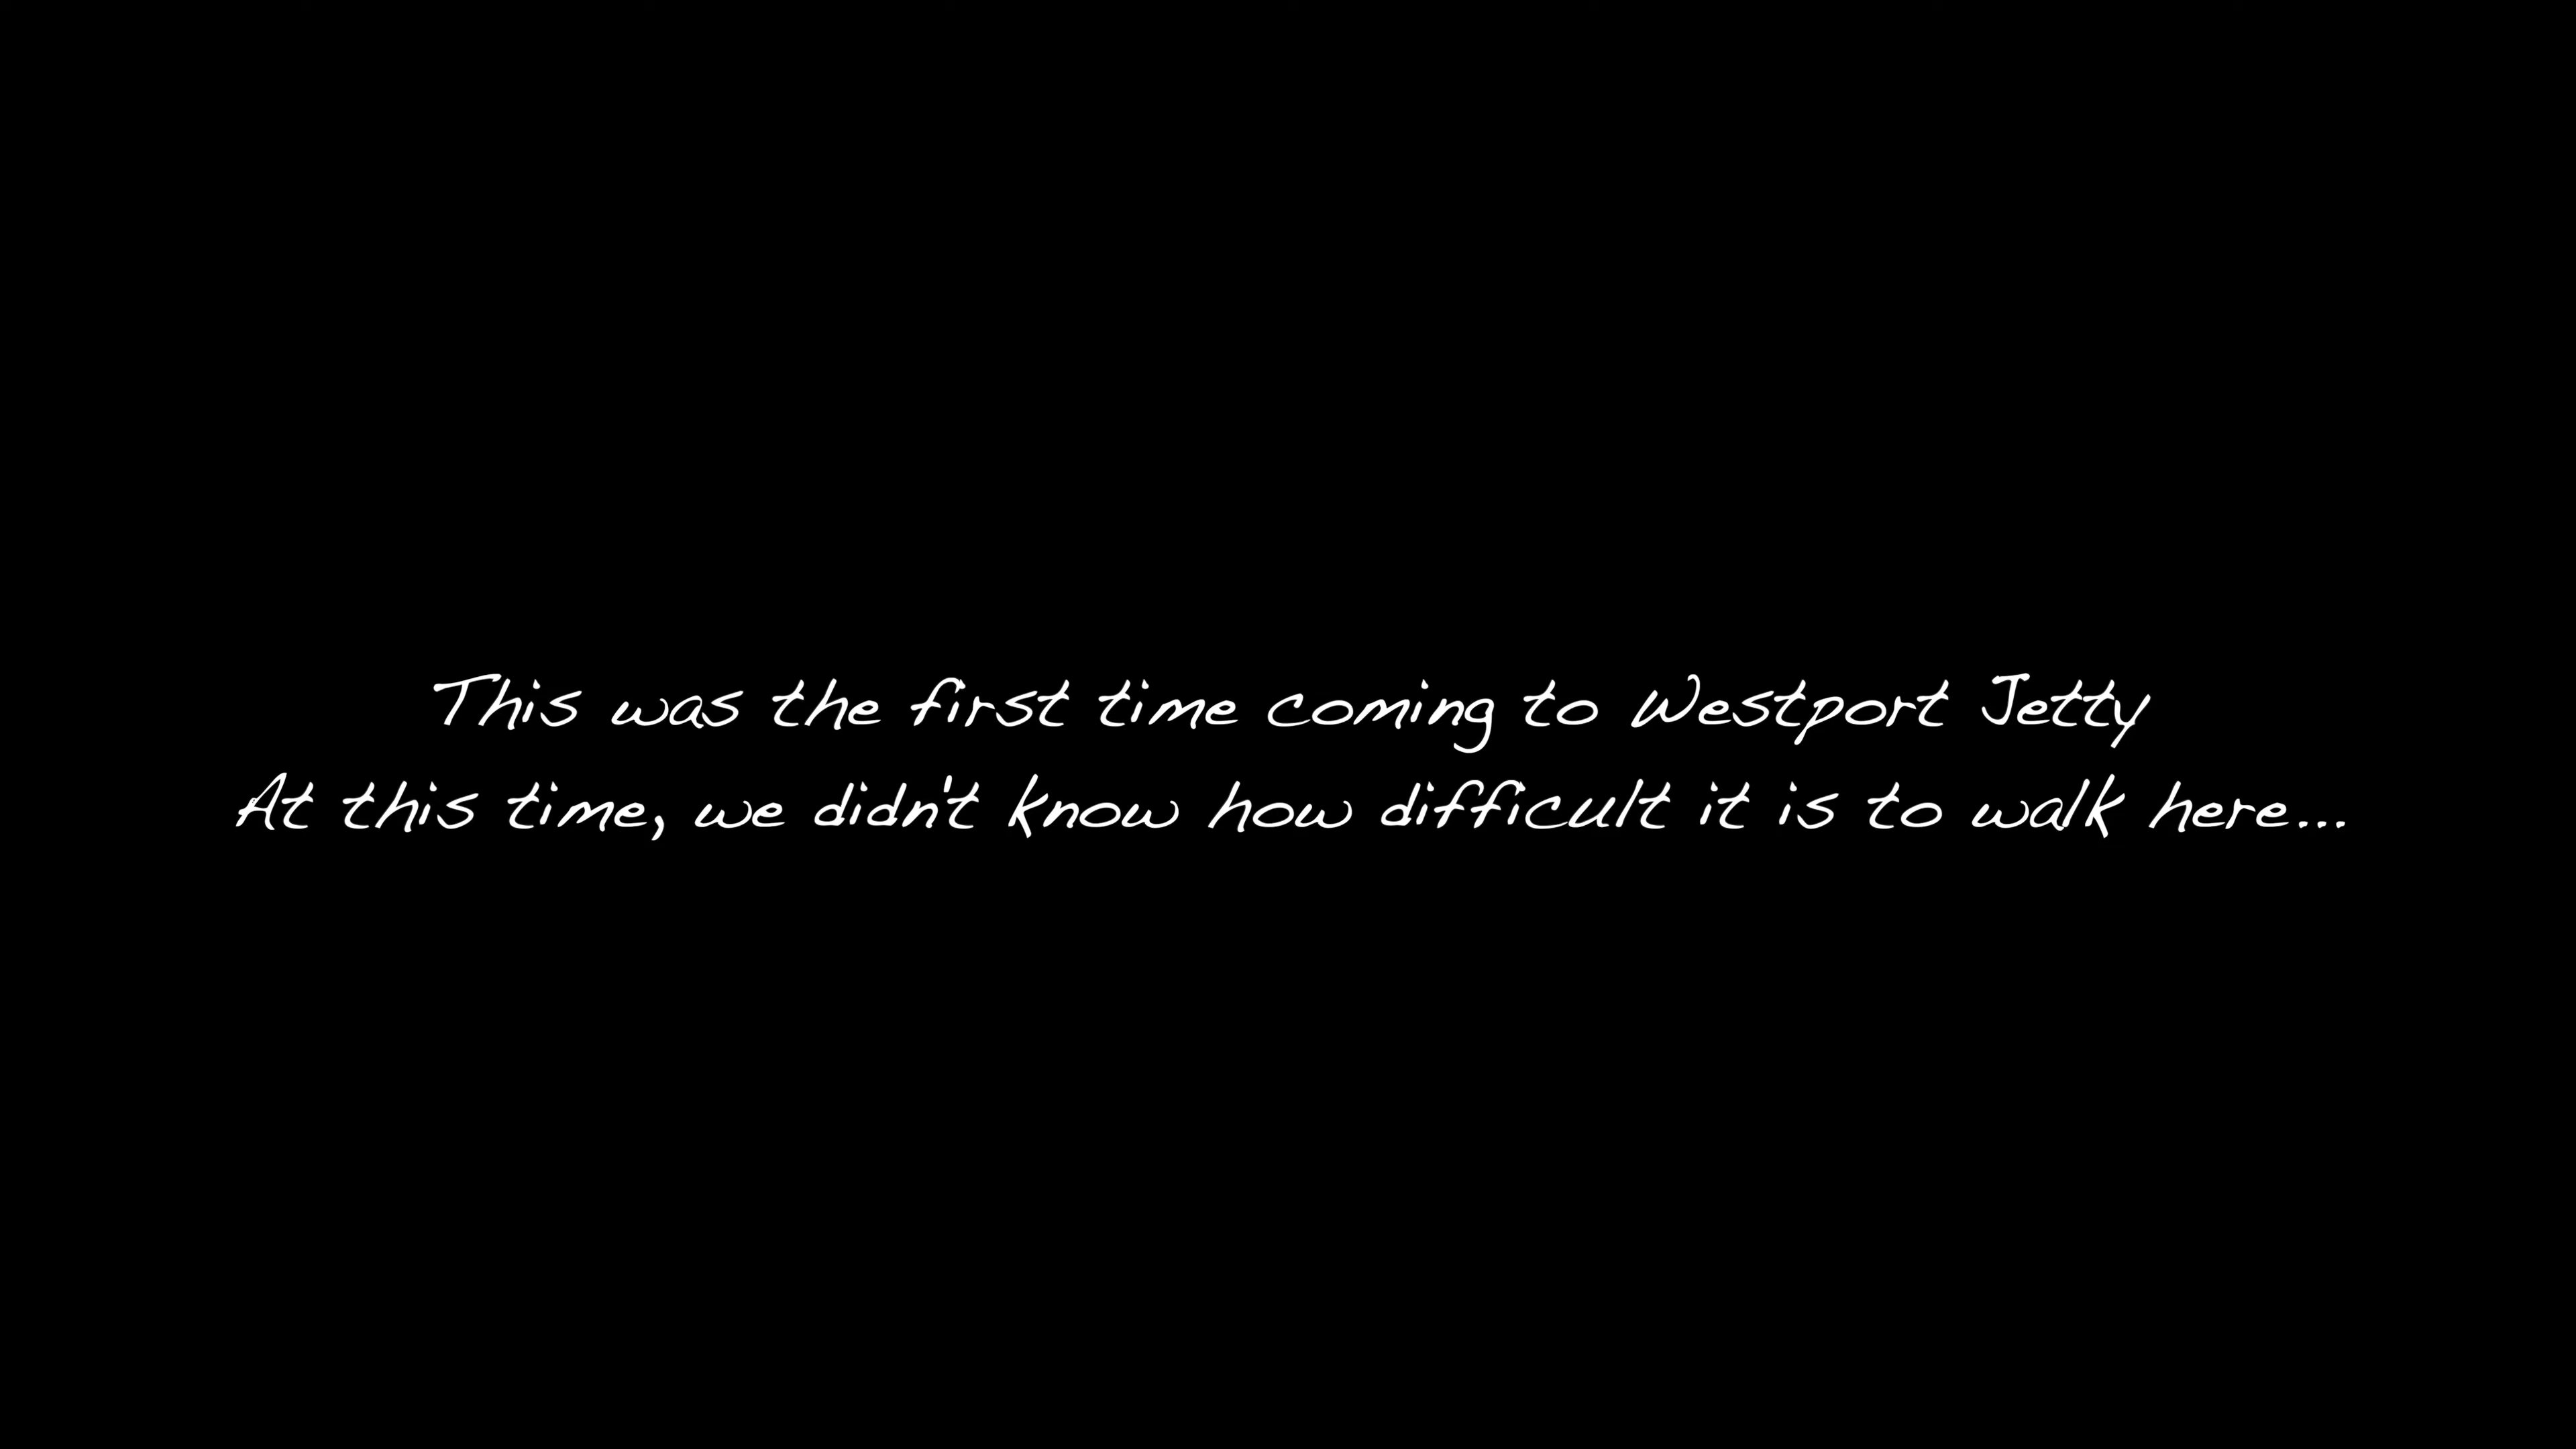 This was the first time coming to Westport Jetty
At this time, we didn't know how difficult it is to walk here...